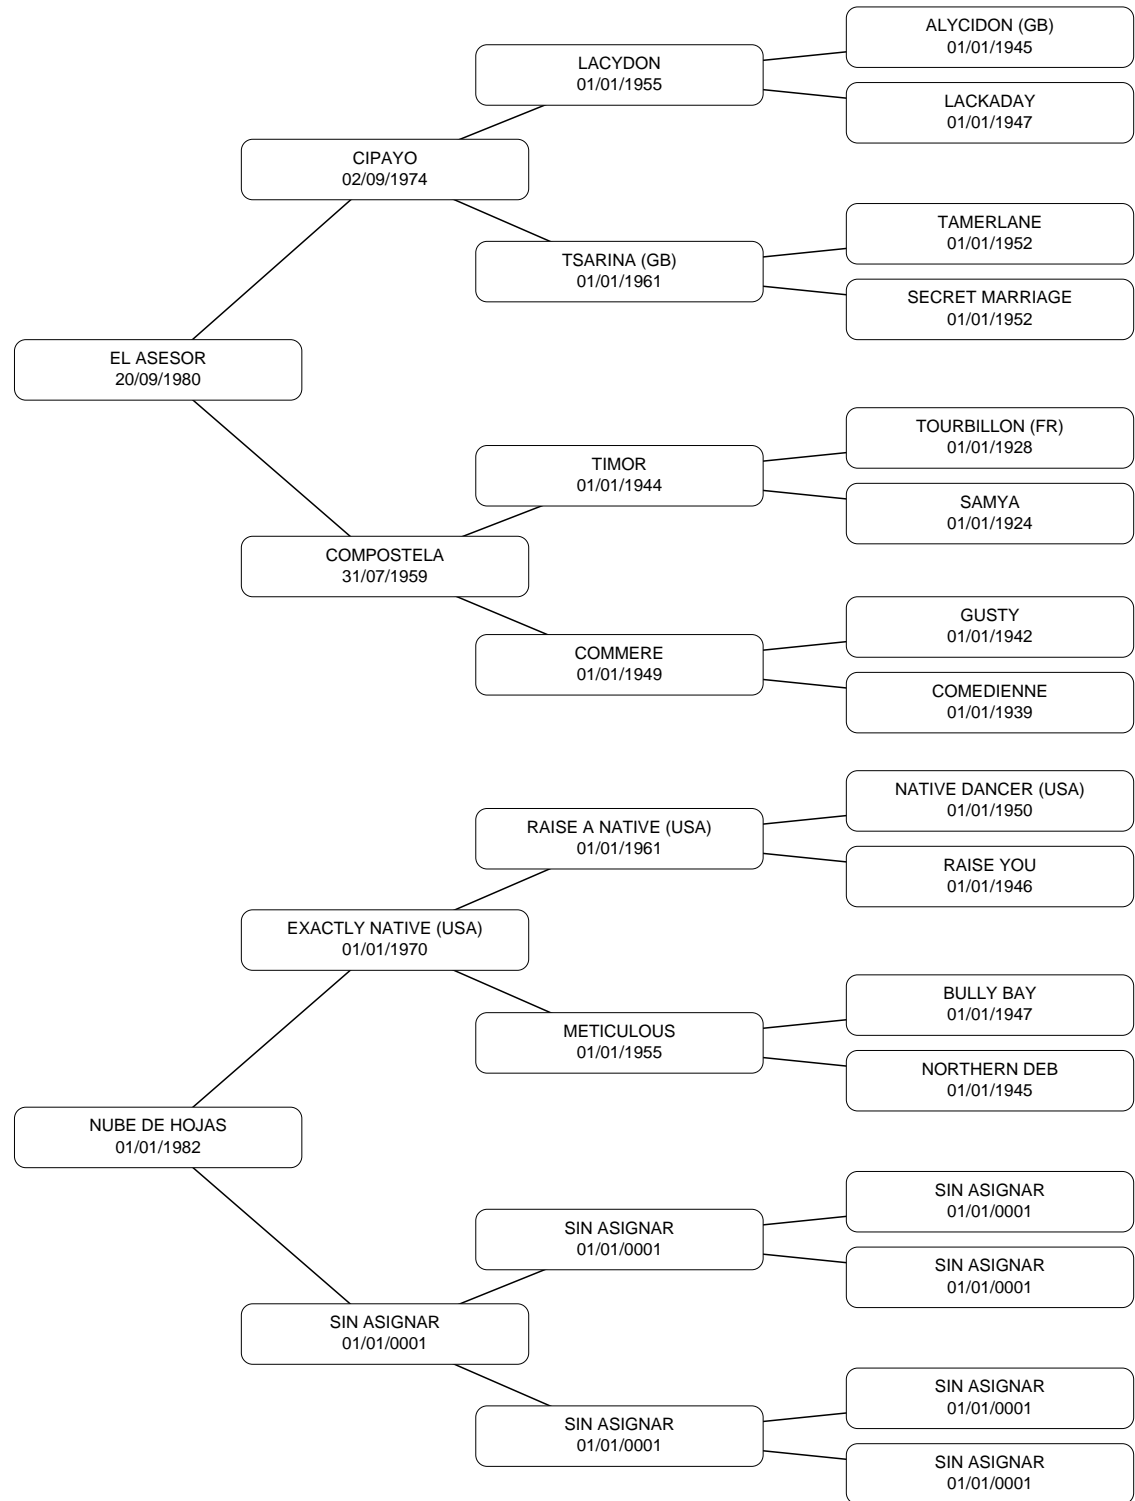 ALYCIDON (GB)
01/01/1945
LACYDON
01/01/1955
LACKADAY
01/01/1947
CIPAYO
02/09/1974
TAMERLANE
01/01/1952
TSARINA (GB)
01/01/1961
SECRET MARRIAGE
01/01/1952
EL ASESOR
20/09/1980
TOURBILLON (FR)
01/01/1928
TIMOR
01/01/1944
SAMYA
01/01/1924
COMPOSTELA
31/07/1959
GUSTY
01/01/1942
COMMERE
01/01/1949
COMEDIENNE
01/01/1939
NATIVE DANCER (USA)
01/01/1950
RAISE A NATIVE (USA)
01/01/1961
RAISE YOU
01/01/1946
EXACTLY NATIVE (USA)
01/01/1970
BULLY BAY
01/01/1947
METICULOUS
01/01/1955
NORTHERN DEB
01/01/1945
NUBE DE HOJAS
01/01/1982
SIN ASIGNAR
01/01/0001
SIN ASIGNAR
01/01/0001
SIN ASIGNAR
01/01/0001
SIN ASIGNAR
01/01/0001
SIN ASIGNAR
01/01/0001
SIN ASIGNAR
01/01/0001
SIN ASIGNAR
01/01/0001